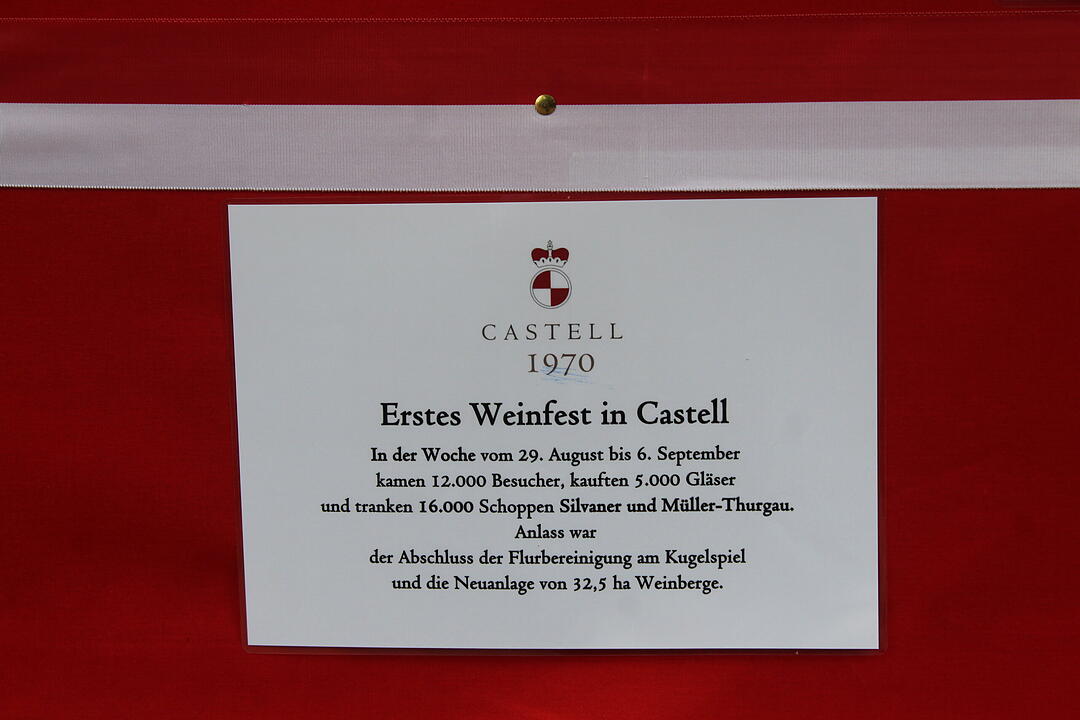 CASTELL
1970
Erstes Weinfest in Castell
In der Woche vom 29. August bis 6. September
kamen 12.000 Besucher, kauften 5.000 Gläser
und tranken 16.000 Schoppen Silvaner und Müller-Thurgau.
Anlass war
der Abschluss der Flurbereinigung am Kugelspiel
und die Neuanlage von 32,5 ha Weinberge.